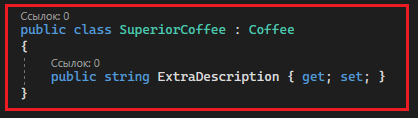 Ссылок: 0
public class SuperiorCoffee : Coffee
{
Ссылок: 0
public string ExtraDescription { get; set; }
}